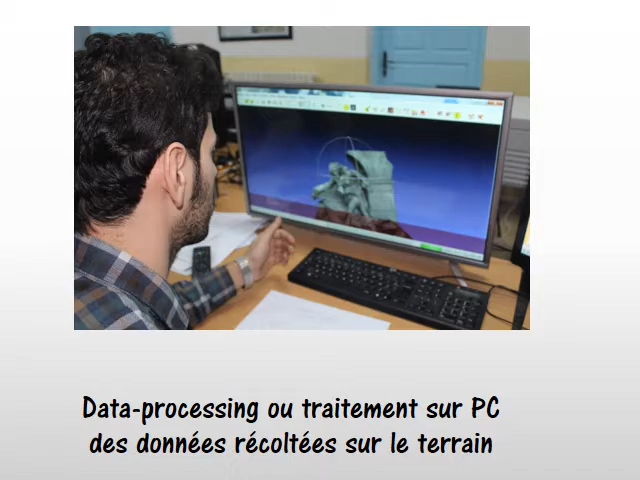 Data-processing ou traitement sur PC
des données récoltées sur le terrain